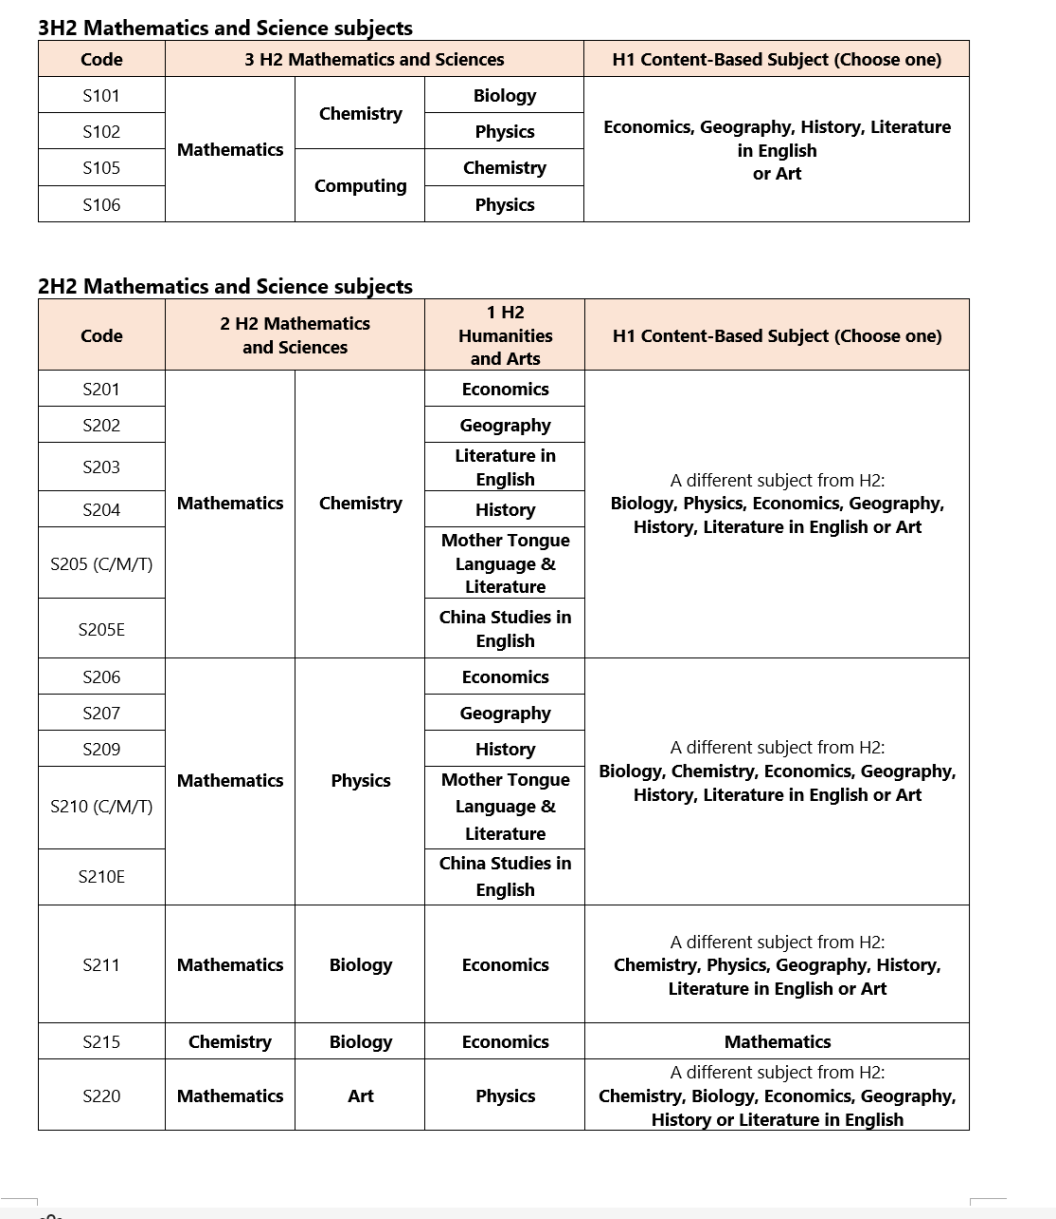 3H2 Mathematics and Science subjects
Code 3 H2 Mathematics and Sciences H1 Content-Based Subject (Choose one)
S101
S102
S105
S106
Mathematics
Chemistry
Computing
Biology
Physics
Chemistry
Physics
Economics, Geography, History, Literature
in English
or Art
2H2 Mathematics and Science subjects
Code
2 H2 Mathematics
and Sciences
1 H2
Humanities
and Arts
H1 Content-Based Subject (Choose one)
S201
S202
S203
S204
S205 (C/M/T)
S205E
Mathematics
Chemistry
Economics
Geography
Literature in
English
History
Mother Tongue
Language &
Literature
China Studies in
English
A different subject from H2:
Biology, Physics, Economics, Geography,
History, Literature in English or Art
S206
S207
S209
S210 (C/M/T)
S210E
Mathematics
Physics
Economics
Geography
History
Mother Tongue
Language &
Literature
China Studies in
English
A different subject from H2:
Biology, Chemistry, Economics, Geography,
History, Literature in English or Art
S211
Mathematics
Biology
Economics
A different subject from H2:
Chemistry, Physics, Geography, History,
Literature in English or Art
S215 Chemistry Biology Economics Mathematics
S220
Mathematics
Art
Physics
A different subject from H2:
Chemistry, Biology, Economics, Geography,
History or Literature in English